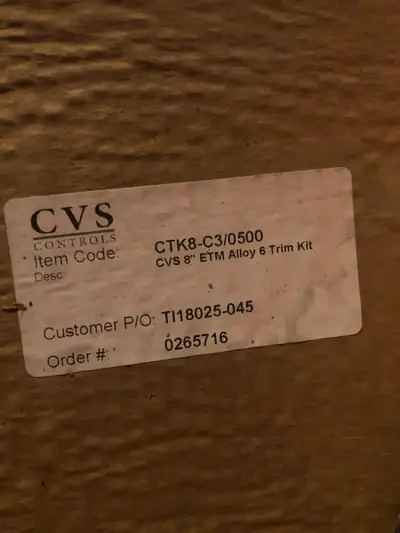 CVS
CONTROLS
Item Code: CTK8-C3/0500
Desc: CVS 8" ETM Alloy 6 Trim Kit
Customer P/O: TI18025-045
Order #: 0265716